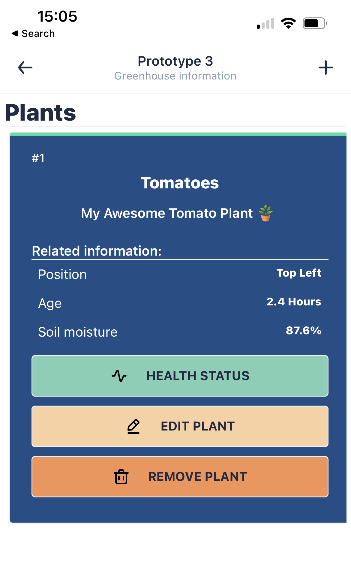 15:05
◀ Search
Prototype 3
Greenhouse information
Plants
#1
Tomatoes
My Awesome Tomato Plant 🪴
Related information:
Position Top Left
Age 2.4 Hours
Soil moisture 87.6%
HEALTH STATUS
EDIT PLANT
REMOVE PLANT